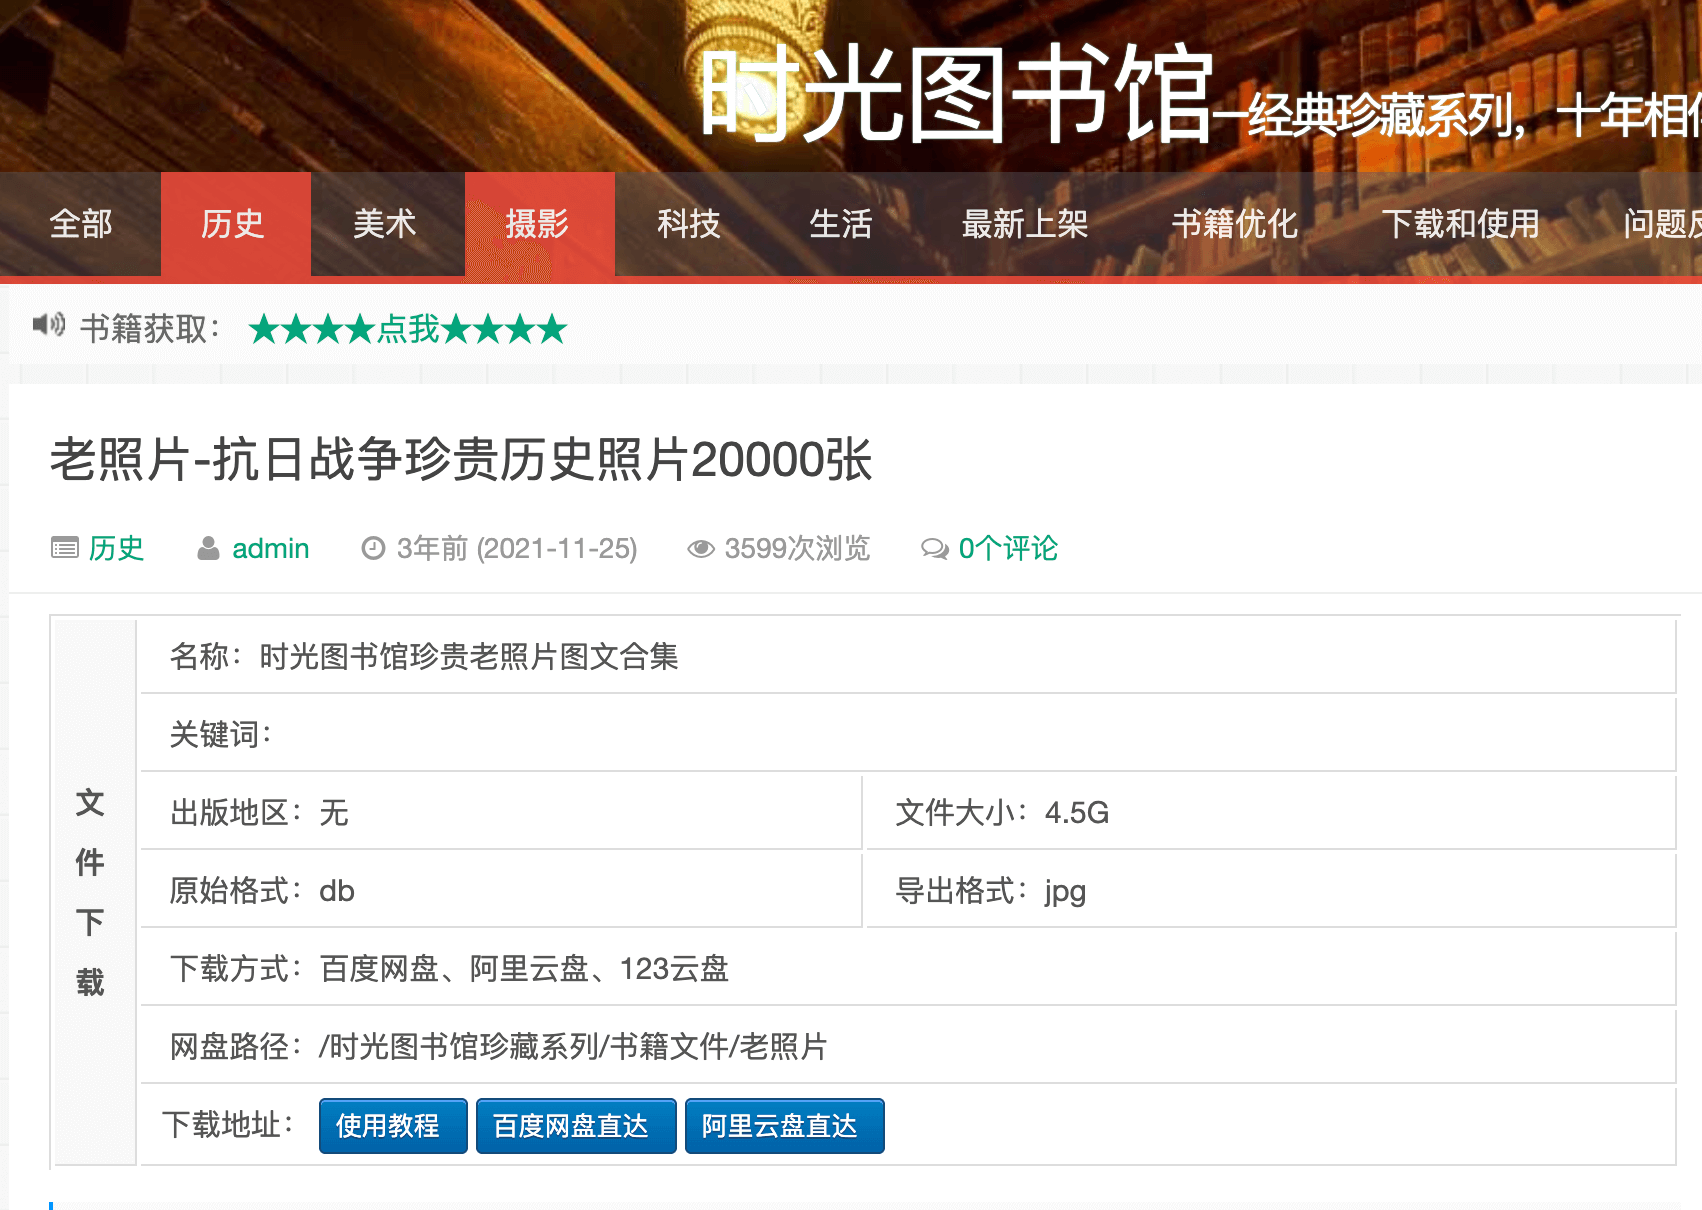 时光图书馆—经典珍藏系列，十年相
全部 历史 美术 摄影 科技 生活 最新上架 书籍优化 下载和使用 问题
书籍获取： ★★★★点我★★★★
老照片-抗日战争珍贵历史照片20000张
历史 admin 3年前 (2021-11-25) 3599次浏览 0个评论
文件下载
名称：时光图书馆珍贵老照片图文合集
关键词：
出版地区：无 文件大小：4.5G
原始格式：db 导出格式：jpg
下载方式：百度网盘、阿里云盘、123云盘
网盘路径：/时光图书馆珍藏系列/书籍文件/老照片
下载地址： 使用教程 百度网盘直达 阿里云盘直达